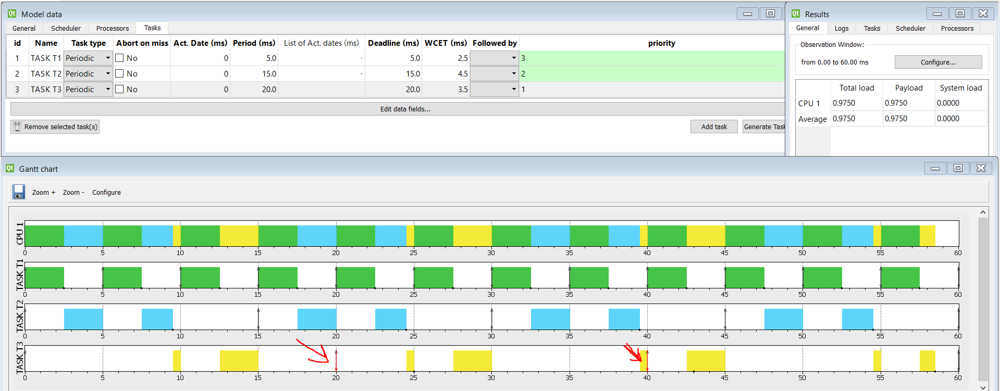 Qt Model data
General Scheduler Processors Tasks
id Name Task type Abort on miss Act. Date (ms) Period (ms) List of Act. dates (ms) Deadline (ms) WCET (ms) Followed by priority
1 TASK T1 Periodic No 0 5.0 - 5.0 2.5 3
2 TASK T2 Periodic No 0 15.0 - 15.0 4.5 2
3 TASK T3 Periodic No 0 20.0 - 20.0 3.5 1
Edit data fields...
Remove selected task(s) Add task Generate Task
Qt Results
General Logs Tasks Scheduler Processors
Observation Window:
from 0.00 to 60.00 ms Configure...
Total load Payload System load
CPU 1 0.9750 0.9750 0.0000
Average 0.9750 0.9750 0.0000
Qt Gantt chart
Zoom + Zoom - Configure
CPU 1
0 5 10 15 20 25 30 35 40 45 50 55 60
TASK T1
0 5 10 15 20 25 30 35 40 45 50 55 60
TASK T2
0 5 10 15 20 25 30 35 40 45 50 55 60
TASK T3
0 5 10 15 20 25 30 35 40 45 50 55 60